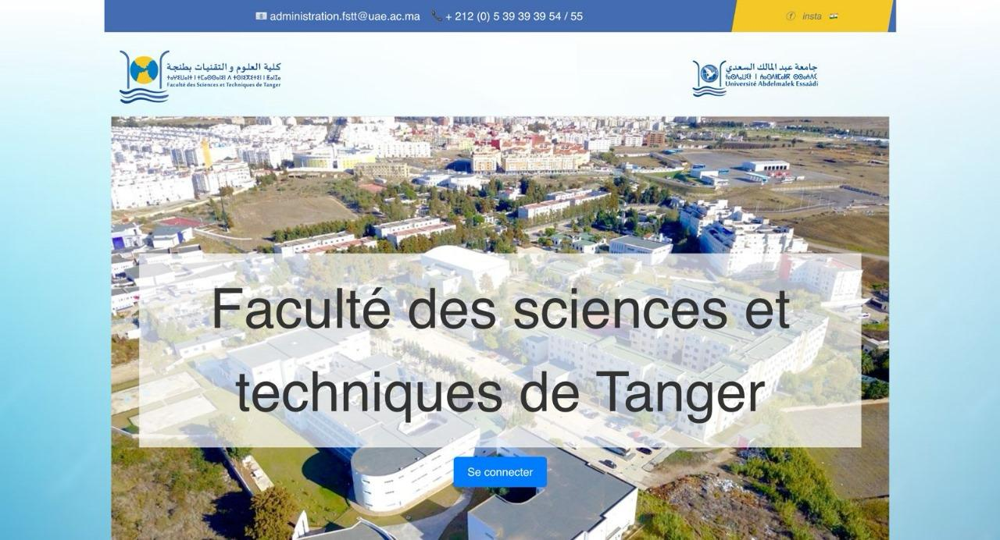 administration.fstt@uae.ac.ma + 212 (0) 5 39 39 39 54 / 55
insta
كلية العلوم و التقنيات بطنجة
Faculté des Sciences et Techniques de Tanger
جامعة عبد المالك السعدي
Université Abdelmalek Essaâdi
Faculté des sciences et
techniques de Tanger
Se connecter